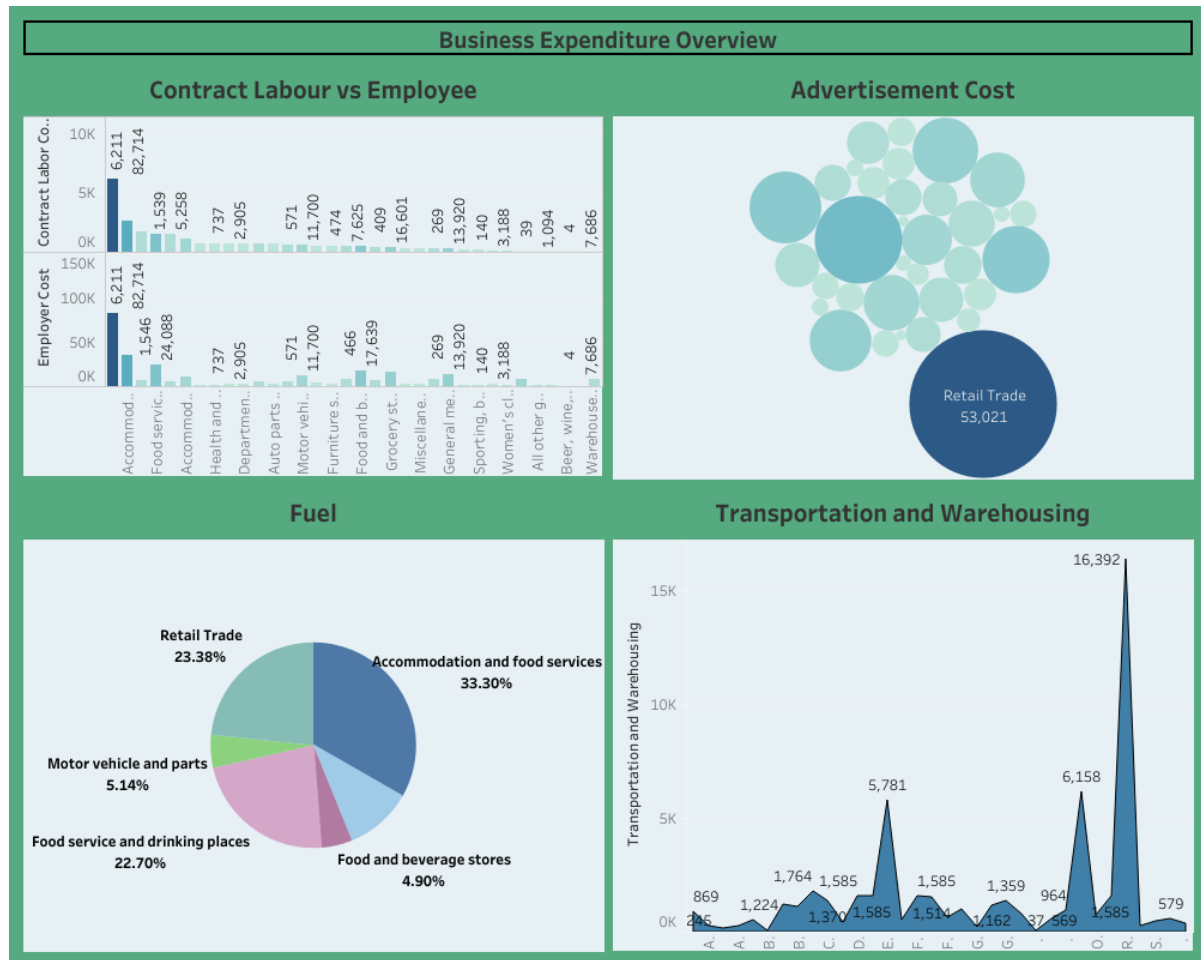 Business Expenditure Overview
Contract Labour vs Employee
Advertisement Cost
Contract Labor Co..
10K
5K
0K
6,211
82,714
1,539
5,258
737
2,905
571
11,700
474
7,625
409
16,601
269
13,920
140
3,188
39
1,094
4
7,686
Employer Cost
150K
100K
50K
0K
6,211
82,714
1,546
24,088
737
2,905
571
11,700
466
17,639
269
13,920
140
3,188
4
7,686
Accommod..
Food servic..
Accommod..
Health and ..
Departmen..
Auto parts ..
Motor vehi..
Furniture s..
Food and b..
Grocery st..
Miscellane..
General me..
Sporting, b..
Women's cl..
All other g..
Beer, wine,..
Warehouse..
Retail Trade
53,021
Fuel
Transportation and Warehousing
Retail Trade
23.38%
Accommodation and food services
33.30%
Motor vehicle and parts
5.14%
Food service and drinking places
22.70%
Food and beverage stores
4.90%
Transportation and Warehousing
15K
10K
5K
0K
869
245
1,224
1,764
1,370
1,585
1,585
5,781
1,585
1,514
1,162
1,359
37
569
964
6,158
1,585
16,392
579
A.
A.
B.
B.
C.
D.
E.
F.
F.
G.
G.
.
.
O.
R.
S.
.